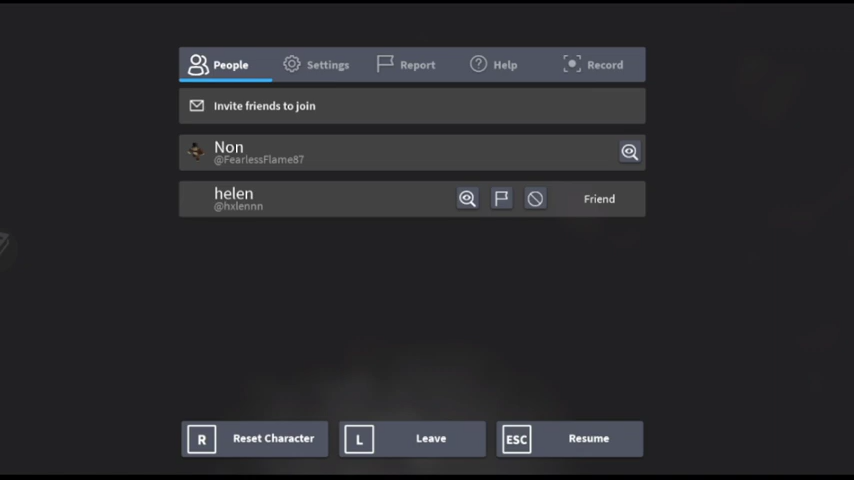 People
Settings
Report
Help
Record
Invite friends to join
Non
@FearlessFlame87
helen
@hxlennn
Friend
R Reset Character
L Leave
ESC Resume